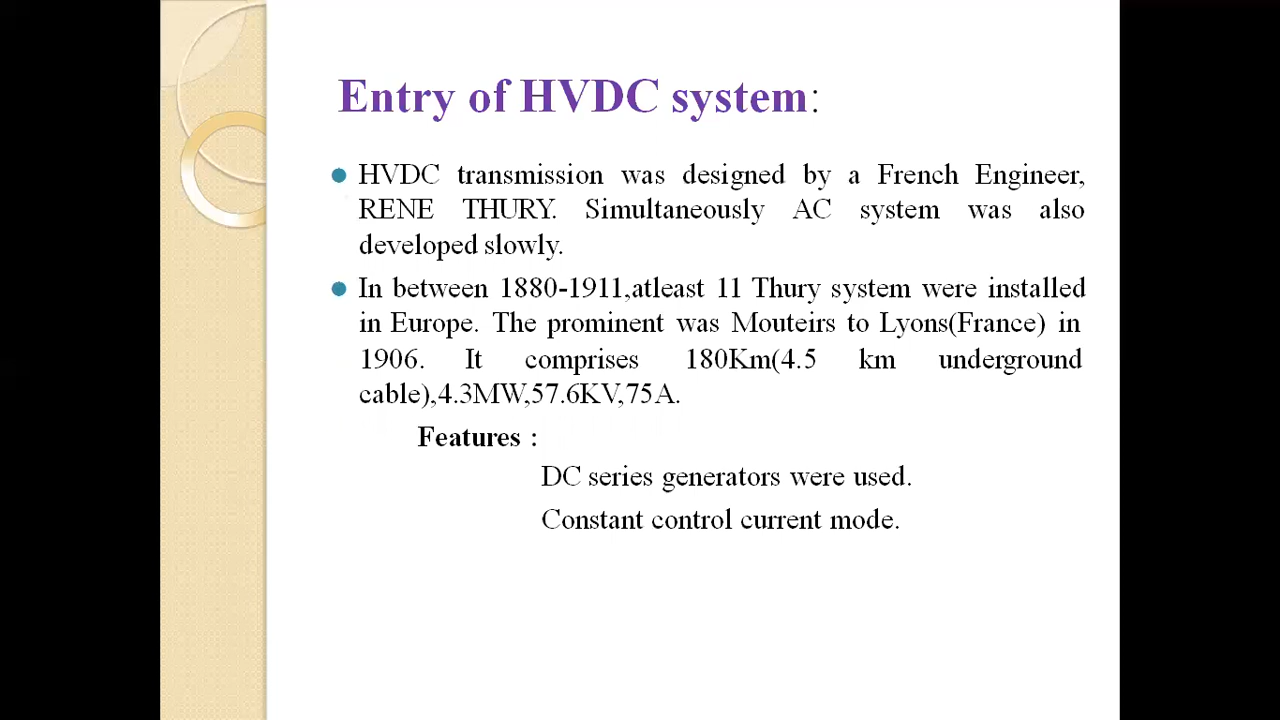 Entry of HVDC system:
HVDC transmission was designed by a French Engineer,
RENE THURY. Simultaneously AC system was also
developed slowly.
In between 1880-1911,atleast 11 Thury system were installed
in Europe. The prominent was Mouteirs to Lyons(France) in
1906. It comprises 180Km(4.5 km underground
cable),4.3MW,57.6KV,75A.
Features :
DC series generators were used.
Constant control current mode.